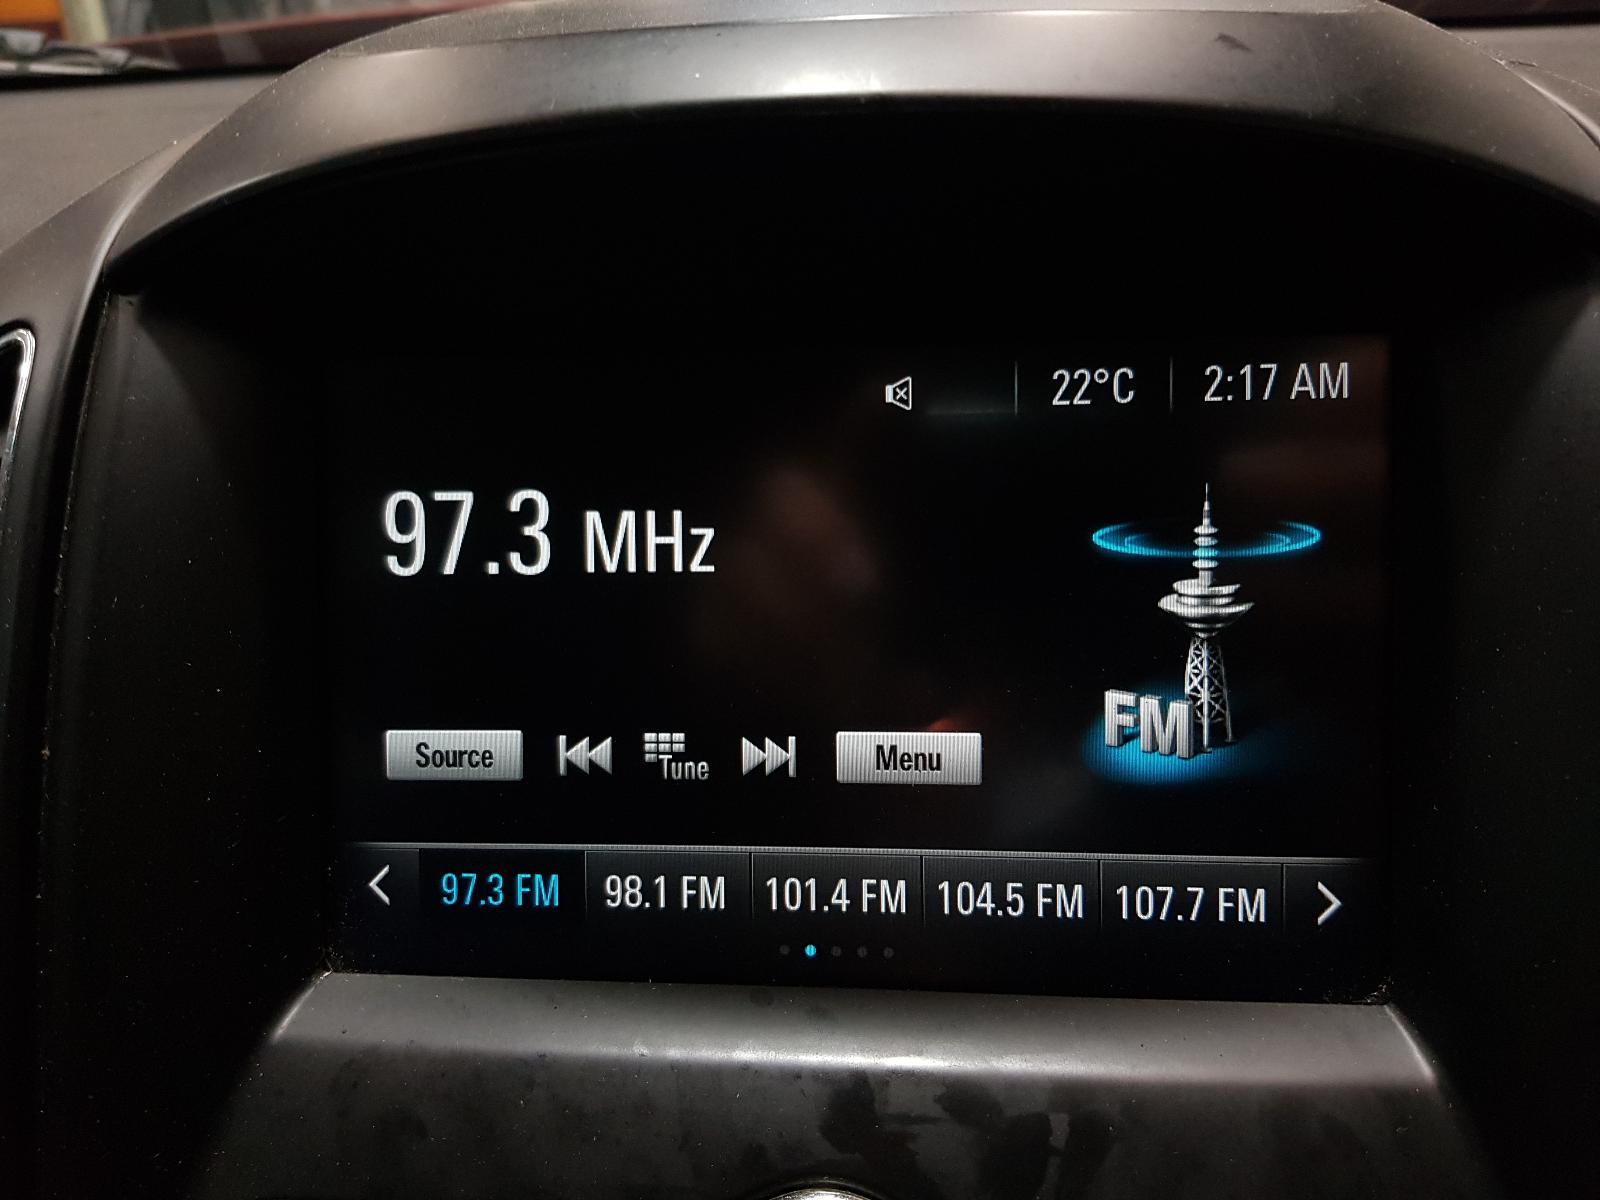 22°C 2:17 AM
97.3 MHz
FM
Source Tune Menu
97.3 FM 98.1 FM 101.4 FM 104.5 FM 107.7 FM